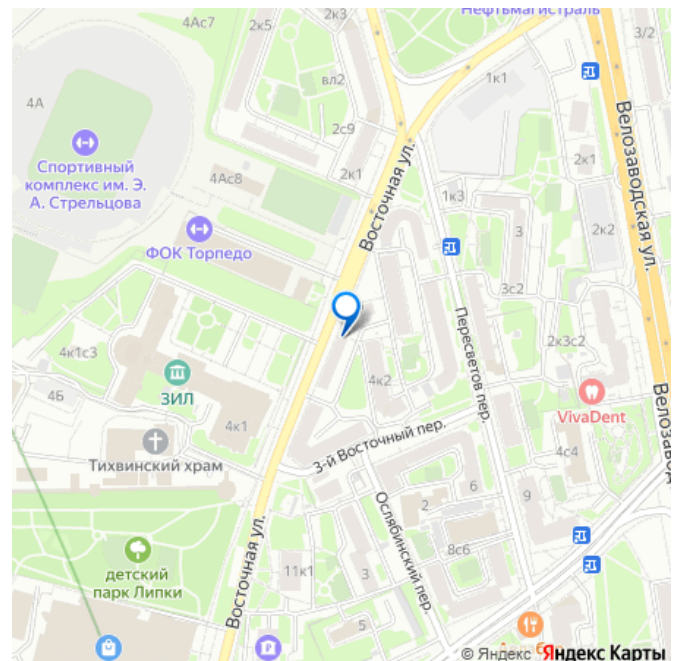 Нефтьмагистраль
4Ас7
2к5
2к3
3/2
4А
вл2
1к1
2с9
Спортивный
комплекс им. Э.
А. Стрельцова
4Ас8
2к1
Восточная ул.
1к3
2к1
Велозаводская ул.
ФОК Торпедо
3
2к2
3с2
Пересветов пер.
4к1с3
2к3с2
4Б
ЗИЛ
4к2
VivaDent
4к1
Тихвинский храм
3-й Восточный пер.
4с4
Велозавод
6
2
9
Ослябинский пер.
8с6
детский
парк Липки
Восточная ул.
11к1
3
5
6
© Яндекс Яндекс Карты